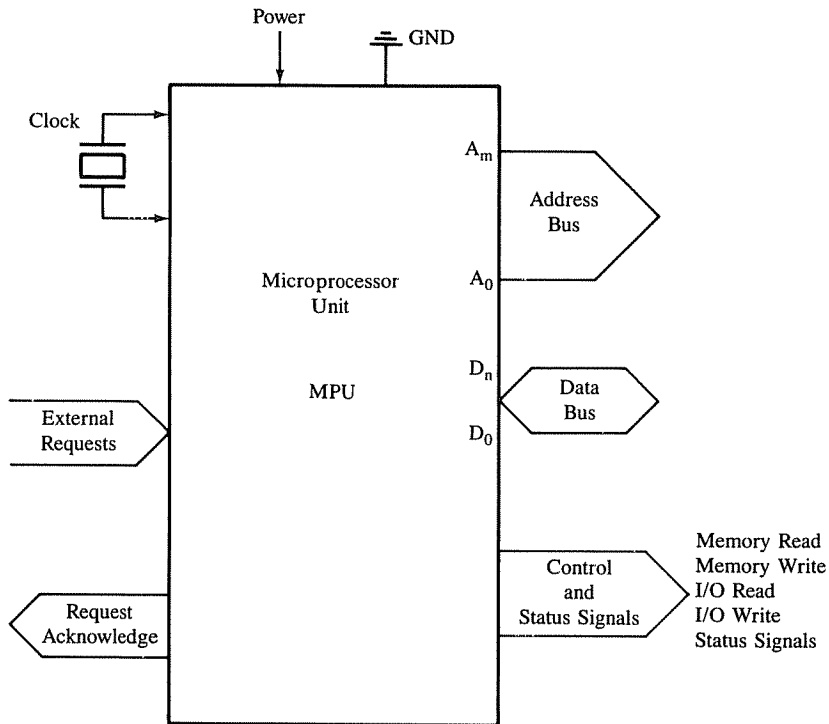 Power
GND
Clock
A_m
Address
Bus
A_0
Microprocessor
Unit
MPU
D_n
Data
Bus
D_0
External
Requests
Control
and
Status Signals
Memory Read
Memory Write
I/O Read
I/O Write
Status Signals
Request
Acknowledge